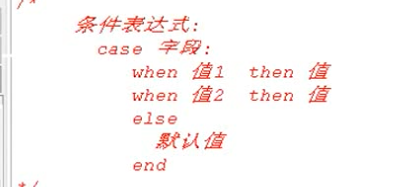 /*
条件表达式:
case 字段:
when 值1 then 值
when 值2 then 值
else
默认值
end
*/